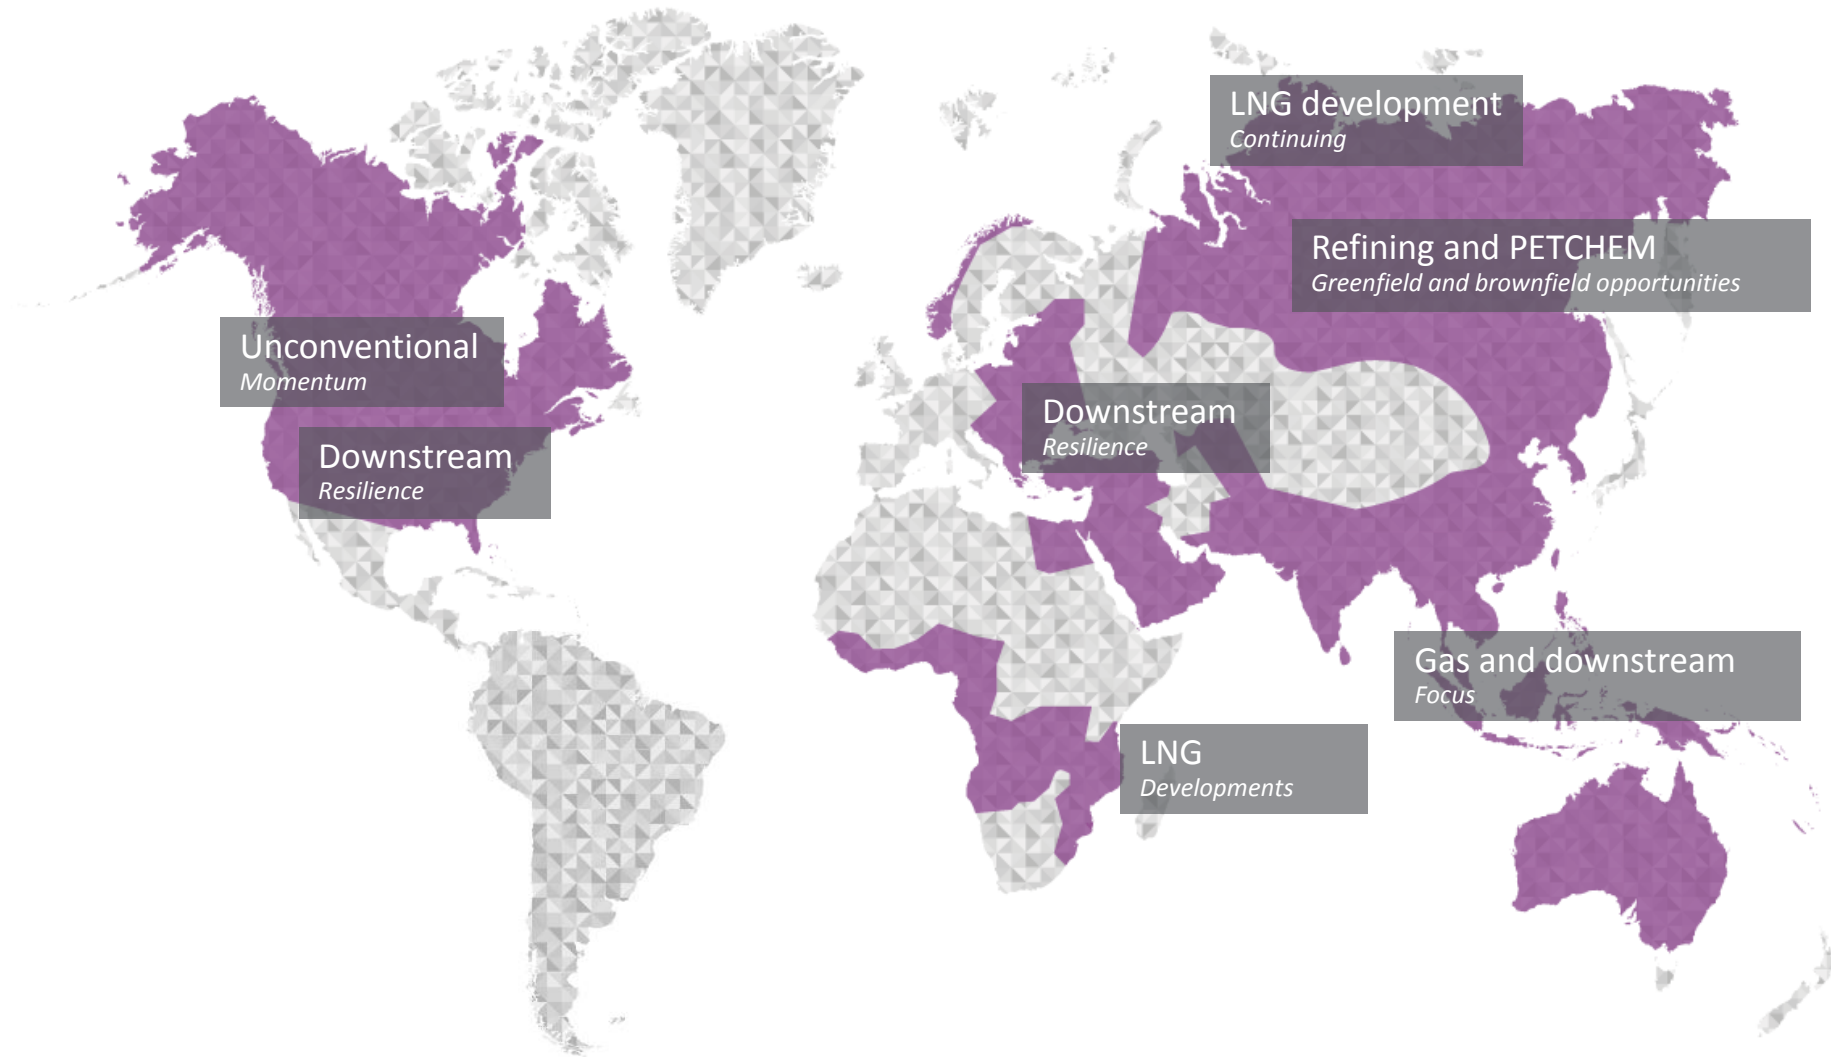 LNG development
Continuing
Refining and PETCHEM
Greenfield and brownfield opportunities
Unconventional
Momentum
Downstream
Resilience
Downstream
Resilience
Gas and downstream
Focus
LNG
Developments